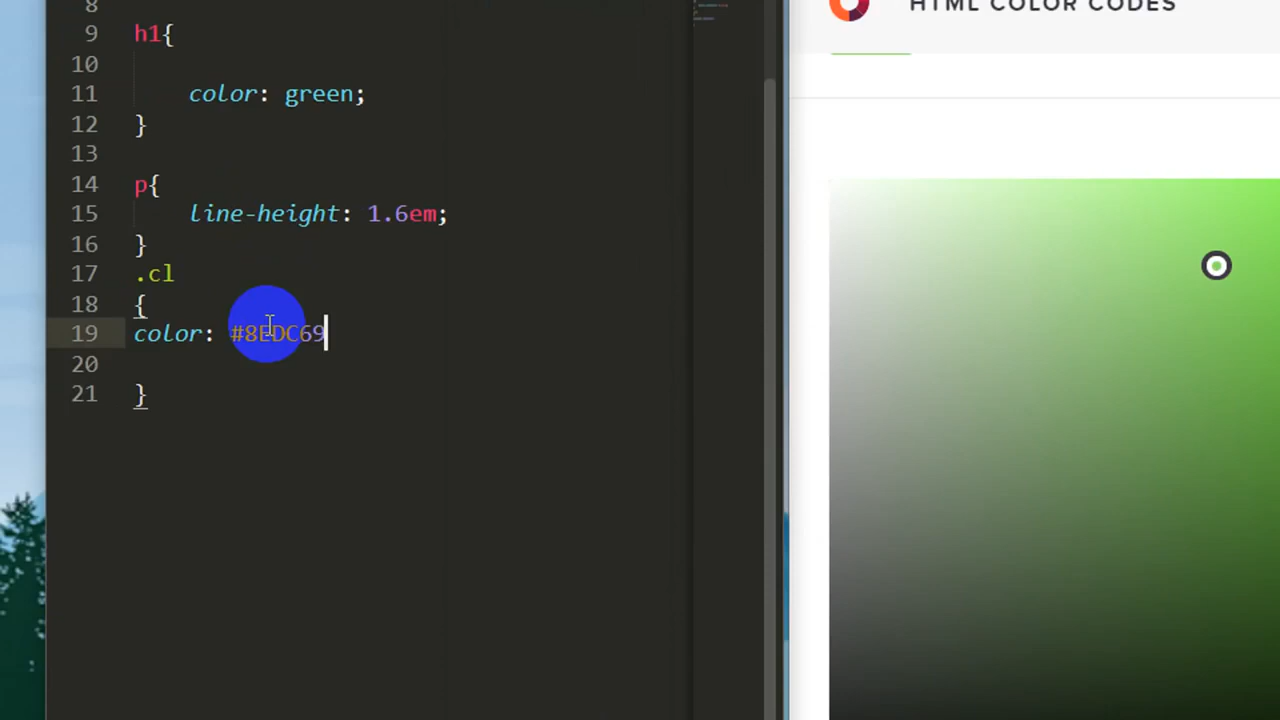 8
9 h1{
10
11 color: green;
12 }
13
14 p{
15 line-height: 1.6em;
16 }
17 .cl
18 {
19 color: #8EDC69
20
21 }
HTML COLOR CODES